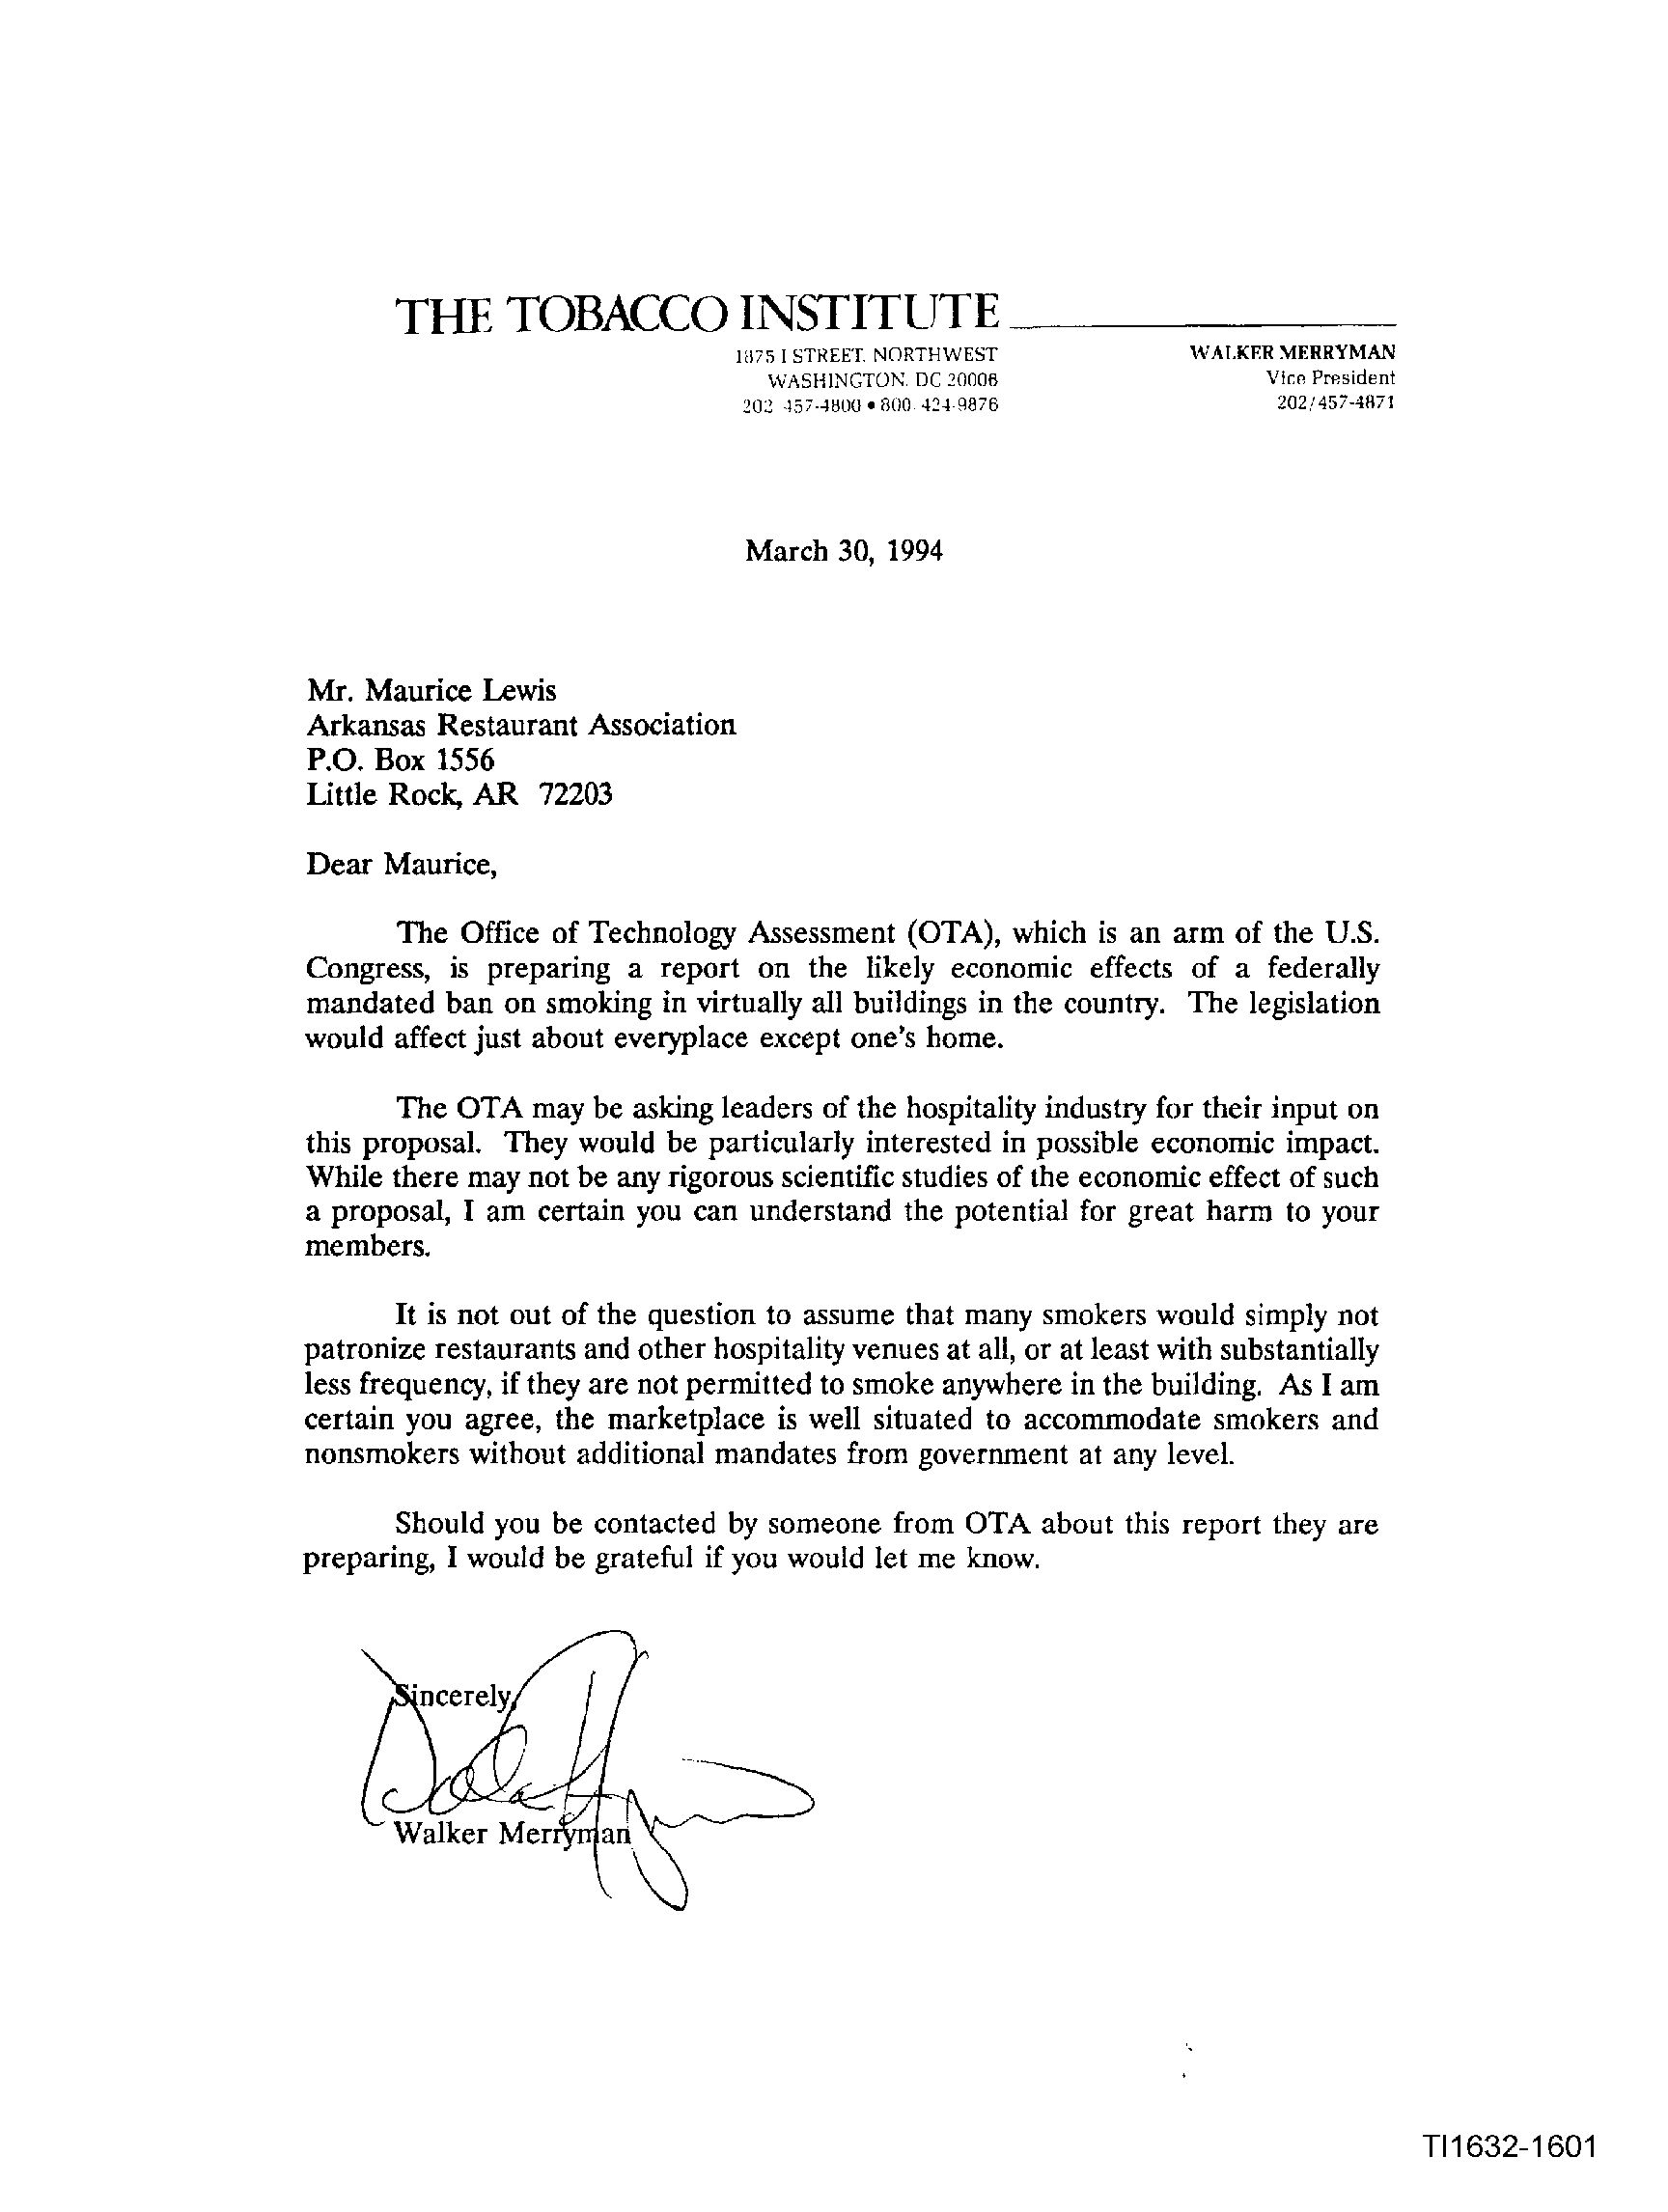 THE TOBACCO INSTITUTE
1875 I STREET, NORTHWEST
WASHINGTON, DC 20006
202 457-4800 • 800 424-9876
WALKER MERRYMAN
Vice President
202/457-4871
March 30, 1994
Mr. Maurice Lewis
Arkansas Restaurant Association
P.O. Box 1556
Little Rock, AR 72203
Dear Maurice,
The Office of Technology Assessment (OTA), which is an arm of the U.S.
Congress, is preparing a report on the likely economic effects of a federally
mandated ban on smoking in virtually all buildings in the country. The legislation
would affect just about everyplace except one's home.
The OTA may be asking leaders of the hospitality industry for their input on
this proposal. They would be particularly interested in possible economic impact.
While there may not be any rigorous scientific studies of the economic effect of such
a proposal, I am certain you can understand the potential for great harm to your
members.
It is not out of the question to assume that many smokers would simply not
patronize restaurants and other hospitality venues at all, or at least with substantially
less frequency, if they are not permitted to smoke anywhere in the building. As I am
certain you agree, the marketplace is well situated to accommodate smokers and
nonsmokers without additional mandates from government at any level.
Should you be contacted by someone from OTA about this report they are
preparing, I would be grateful if you would let me know.
Sincerely,
Walker Merryman
TI1632-1601